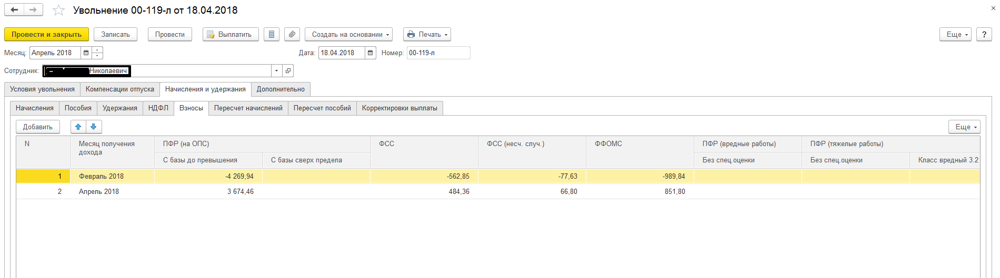 Увольнение 00-119-л от 18.04.2018
Провести и закрыть Записать Провести Выплатить Создать на основании Печать Еще ?
Месяц: Апрель 2018 Дата: 18.04.2018 Номер: 00-119-л
Сотрудник: Николаевич
Условия увольнения Компенсации отпуска Начисления и удержания Дополнительно
Начисления Пособия Удержания НДФЛ Взносы Пересчет начислений Пересчет пособий Корректировки выплаты
Добавить Еще
N Месяц получения дохода ПФР (на ОПС) ФСС ФСС (несч. случ.) ФФОМС ПФР (вредные работы) ПФР (тяжелые работы)
С базы до превышения С базы сверх предела Без спец.оценки Без спец.оценки Класс вредный 3.2
1 Февраль 2018 -4 269,94 -562,85 -77,63 -989,84
2 Апрель 2018 3 674,46 484,36 66,80 851,80